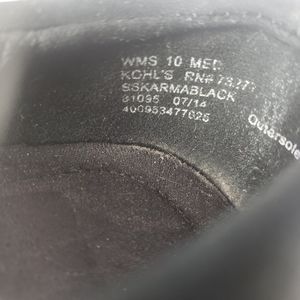 WMS 10 MED
KOHL'S RN# 73277
SSKARMABLACK
81095 07/14
400953477025
Outersole